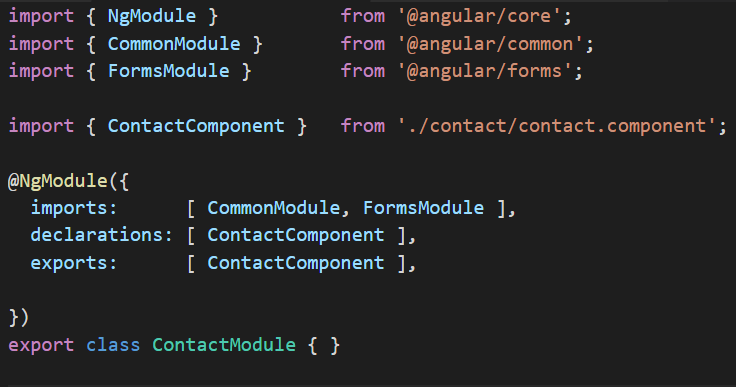 import { NgModule }           from '@angular/core';
import { CommonModule }       from '@angular/common';
import { FormsModule }        from '@angular/forms';
import { ContactComponent }   from './contact/contact.component';
@NgModule({
  imports:      [ CommonModule, FormsModule ],
  declarations: [ ContactComponent ],
  exports:      [ ContactComponent ],
})
export class ContactModule { }